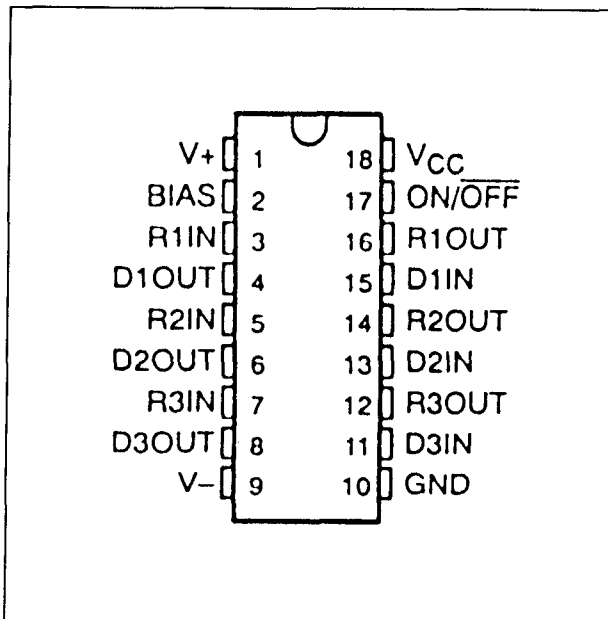 V+ 1 18 VCC
BIAS 2 17 ON/OFF
R1IN 3 16 R1OUT
D1OUT 4 15 D1IN
R2IN 5 14 R2OUT
D2OUT 6 13 D2IN
R3IN 7 12 R3OUT
D3OUT 8 11 D3IN
V– 9 10 GND